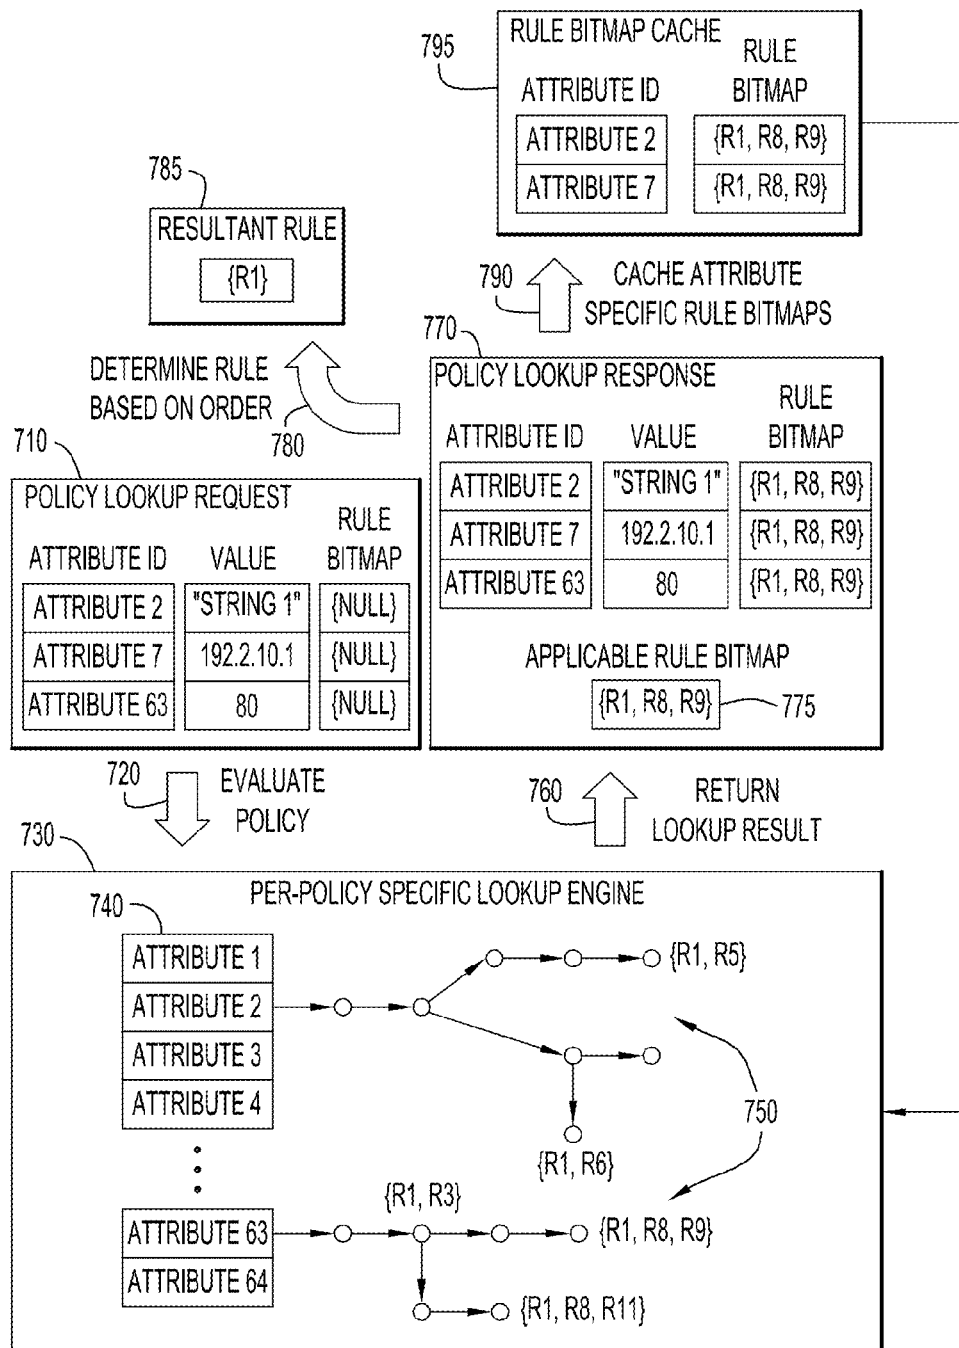 RULE BITMAP CACHE
795
RULE
ATTRIBUTE ID BITMAP
ATTRIBUTE 2 {R1, R8, R9}
ATTRIBUTE 7 {R1, R8, R9}
785
RESULTANT RULE
{R1}
790
CACHE ATTRIBUTE
SPECIFIC RULE BITMAPS
DETERMINE RULE
BASED ON ORDER
780
770
POLICY LOOKUP RESPONSE
RULE
ATTRIBUTE ID VALUE BITMAP
ATTRIBUTE 2 "STRING 1" {R1, R8, R9}
ATTRIBUTE 7 192.2.10.1 {R1, R8, R9}
ATTRIBUTE 63 80 {R1, R8, R9}
APPLICABLE RULE BITMAP
{R1, R8, R9}
775
710
POLICY LOOKUP REQUEST
RULE
ATTRIBUTE ID VALUE BITMAP
ATTRIBUTE 2 "STRING 1" {NULL}
ATTRIBUTE 7 192.2.10.1 {NULL}
ATTRIBUTE 63 80 {NULL}
720
EVALUATE
POLICY
760
RETURN
LOOKUP RESULT
730
PER-POLICY SPECIFIC LOOKUP ENGINE
740
ATTRIBUTE 1
ATTRIBUTE 2
ATTRIBUTE 3
ATTRIBUTE 4
{R1, R5}
{R1, R6}
750
{R1, R3}
ATTRIBUTE 63
{R1, R8, R9}
ATTRIBUTE 64
{R1, R8, R11}